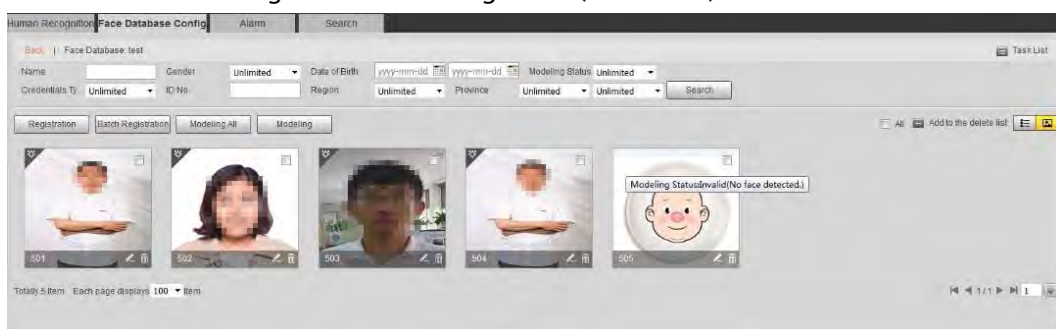 Human Recognition Face Database Config Alarm Search
Back | Face Database: test Task List
Name Gender Unlimited Date of Birth yyyy-mm-dd yyyy-mm-dd Modeling Status Unlimited
Credentials Ty Unlimited ID No. Region Unlimited Province Unlimited Unlimited Search
Registration Batch Registration Modeling All Modeling All Add to the delete list
Modeling Status:Invalid(No face detected.)
501 502 503 504 505
Totally 5 Item Each page displays 100 Item 1/1 1